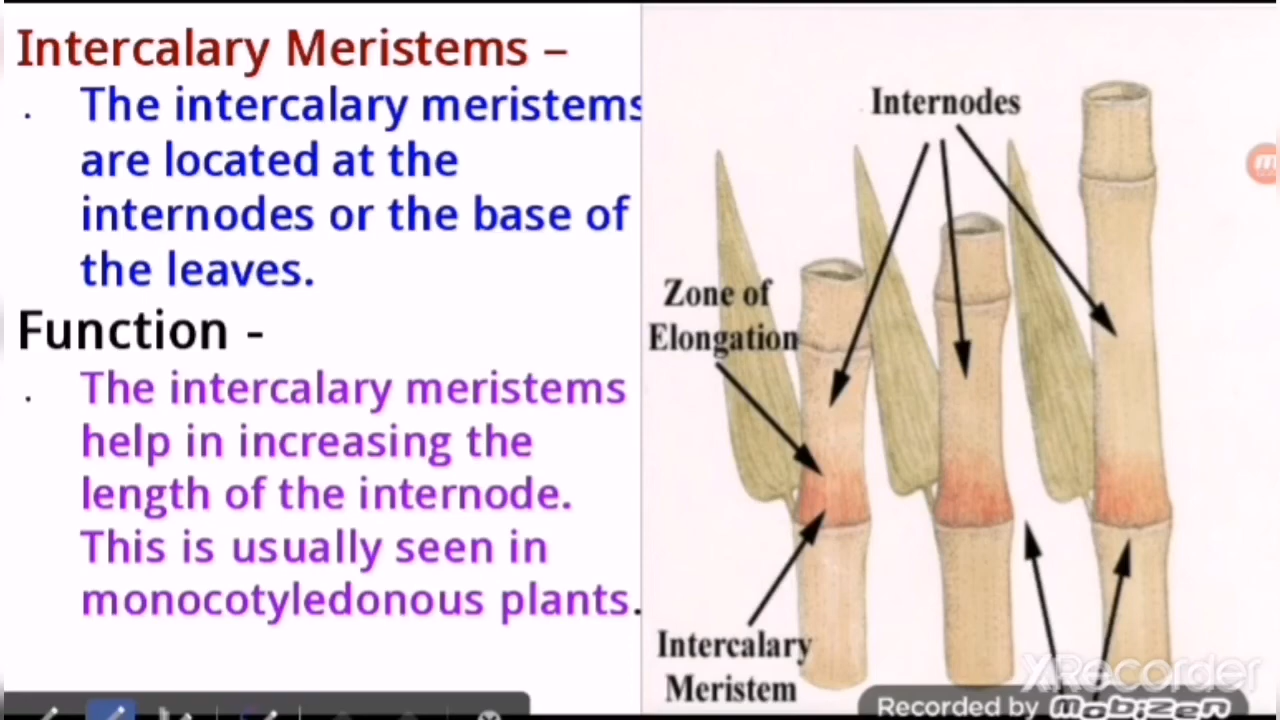 Intercalary Meristems –
. The intercalary meristems
are located at the
internodes or the base of
the leaves.
Function -
. The intercalary meristems
help in increasing the
length of the internode.
This is usually seen in
monocotyledonous plants.
Internodes
Zone of
Elongation
Intercalary
Meristem
XRecorder
Recorded by mobizen